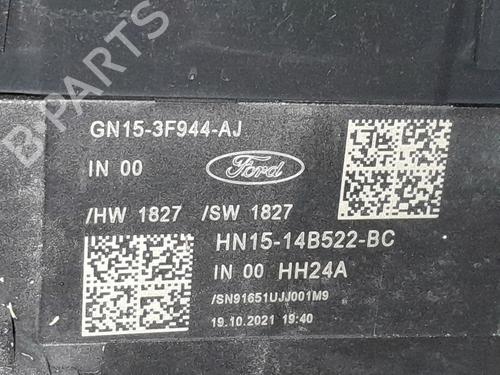 GN15-3F944-AJ
IN 00
Ford
/HW 1827 /SW 1827
HN15-14B522-BC
IN 00 HH24A
/SN91651UJJ001M9
19.10.2021 19:40
B-PARTS